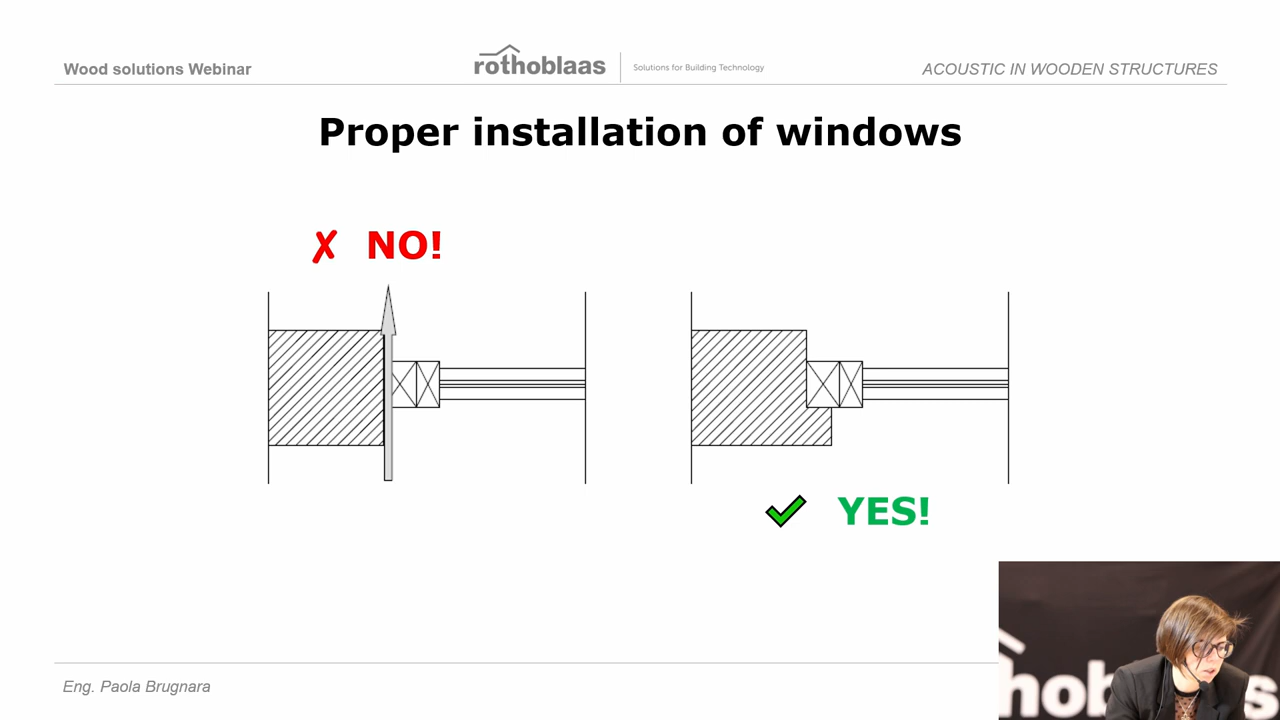 Wood solutions Webinar
rothoblaas
Solutions for Building Technology
ACOUSTIC IN WOODEN STRUCTURES
Proper installation of windows
✗ NO!
✔ YES!
Eng. Paola Brugnara
hoblaas